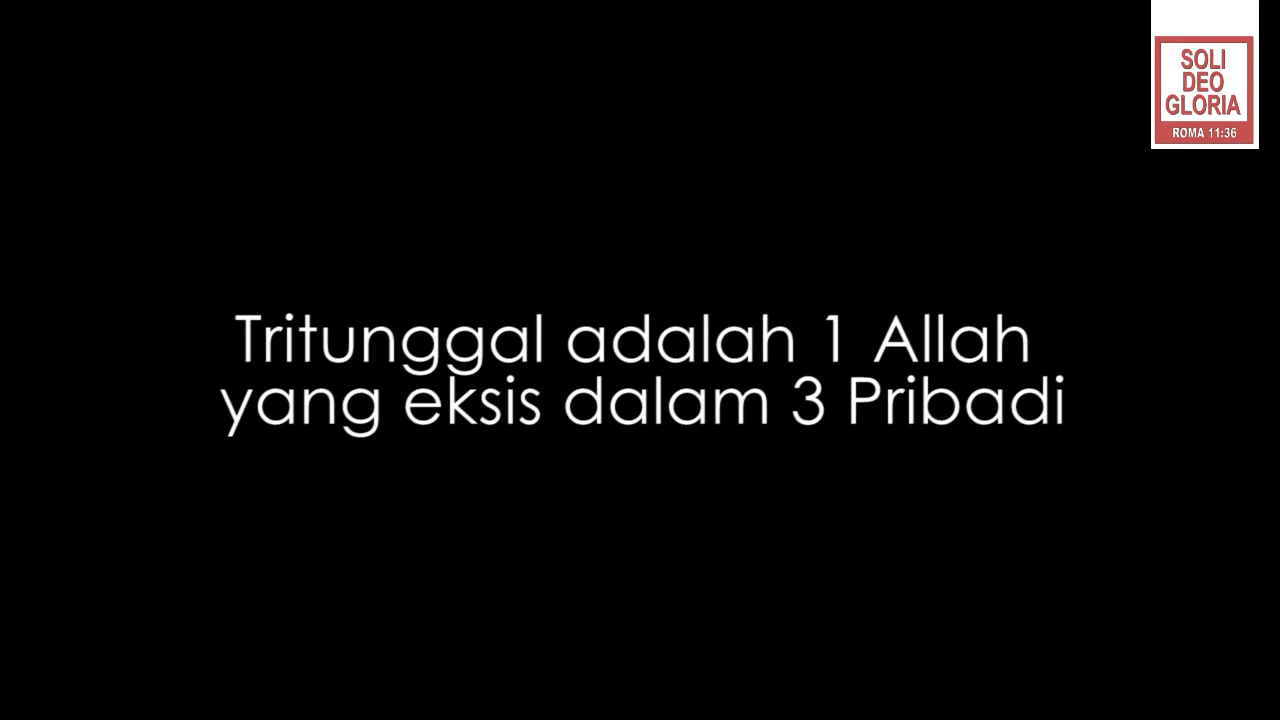 SOLI
DEO
GLORIA
ROMA 11:36
Tritunggal adalah 1 Allah
yang eksis dalam 3 Pribadi